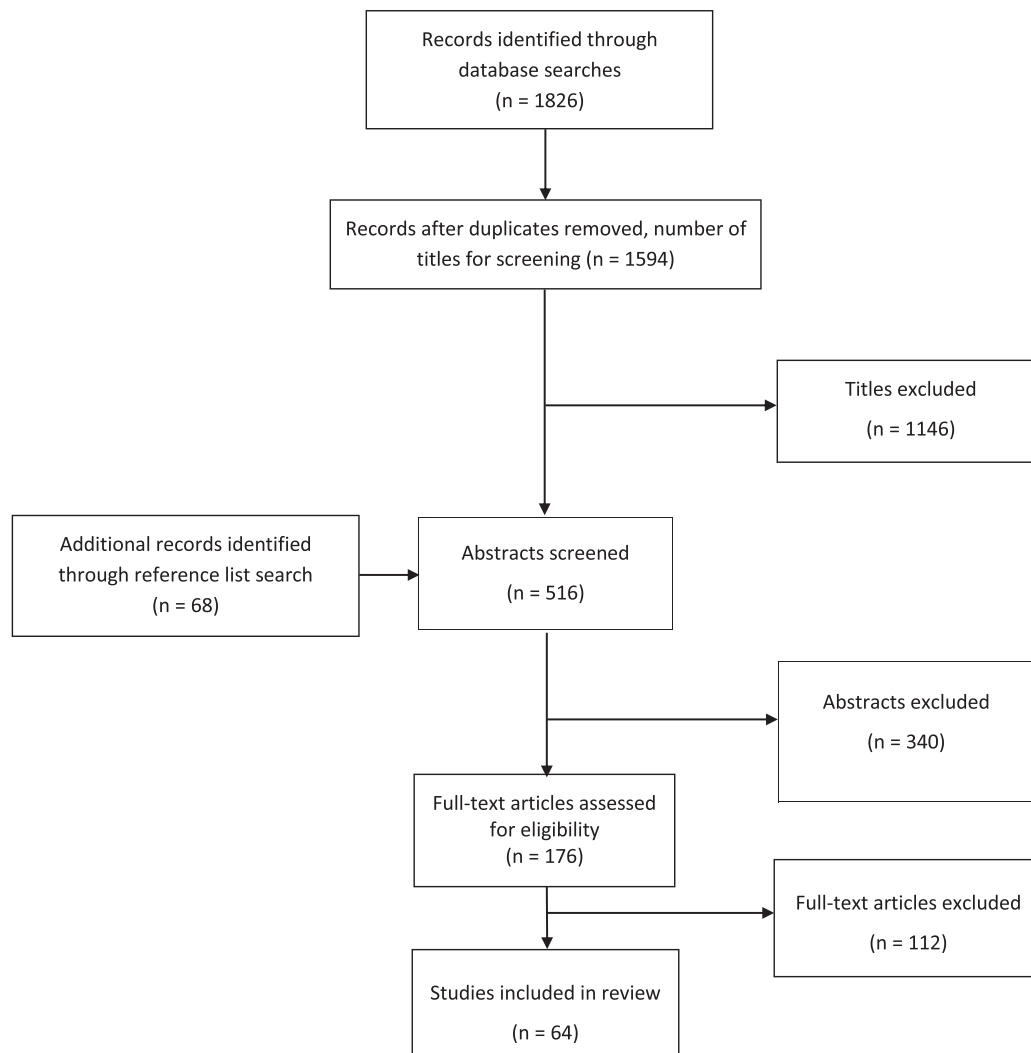 Records identified through
database searches
(n = 1826)
Records after duplicates removed, number of
titles for screening (n = 1594)
Titles excluded
(n = 1146)
Additional records identified
through reference list search
(n = 68)
Abstracts screened
(n = 516)
Abstracts excluded
(n = 340)
Full-text articles assessed
for eligibility
(n = 176)
Full-text articles excluded
(n = 112)
Studies included in review
(n = 64)